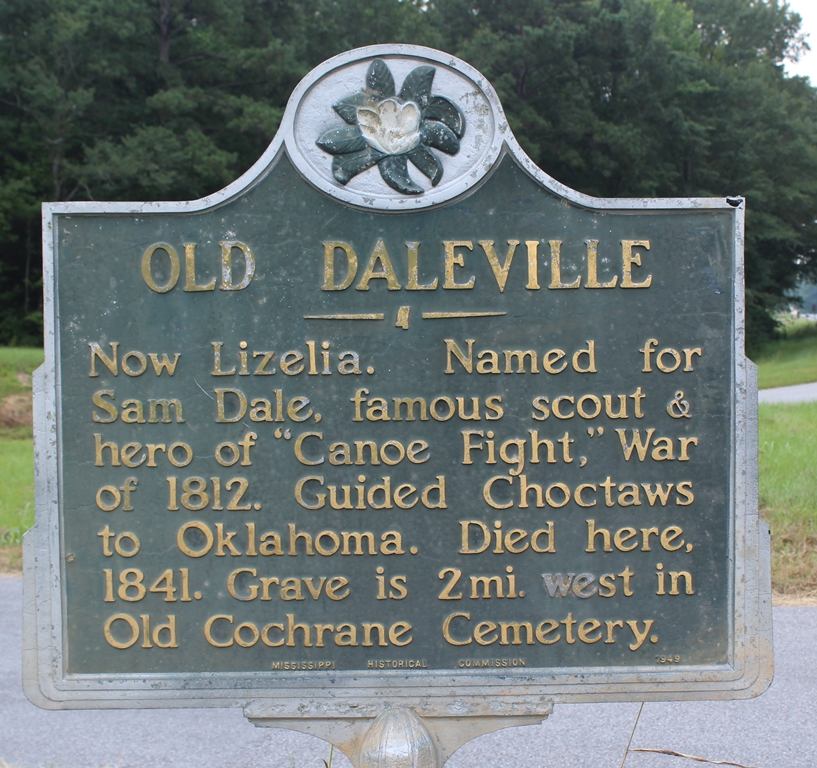 OLD DALEVILLE
Now Lizelia. Named for
Sam Dale, famous scout &
hero of “Canoe Fight,” War
of 1812. Guided Choctaws
to Oklahoma. Died here,
1841. Grave is 2 mi. west in
Old Cochrane Cemetery.
MISSISSIPPI HISTORICAL COMMISSION 1949